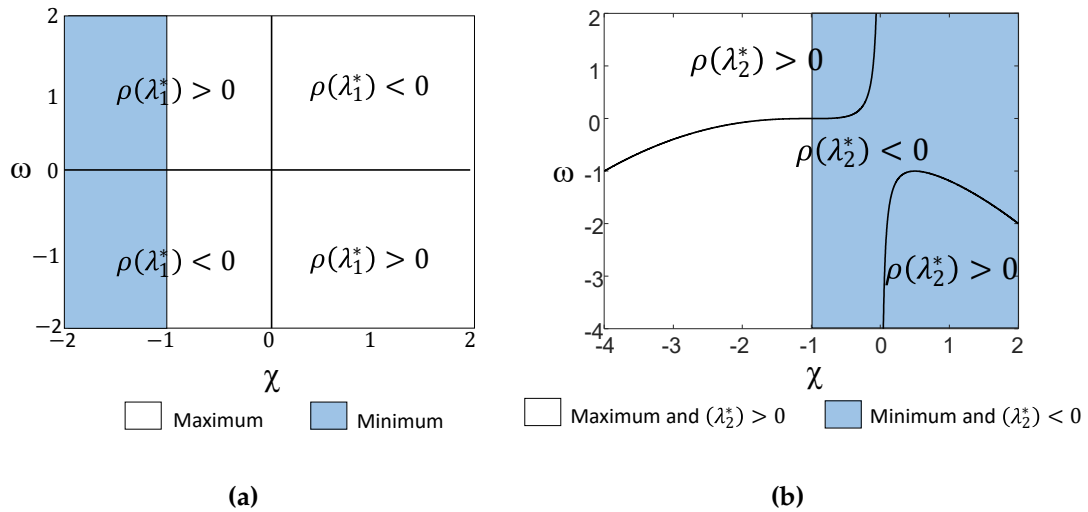 2
1
ω
0
−1
−2
ρ(λ₁*) > 0
ρ(λ₁*) < 0
ρ(λ₁*) < 0
ρ(λ₁*) > 0
−2
−1
0
1
2
χ
Maximum
Minimum
(a)
2
1
0
ω
-1
-2
-3
-4
ρ(λ₂*) > 0
ρ(λ₂*) < 0
ρ(λ₂*) > 0
-4
-3
-2
-1
0
1
2
χ
Maximum and (λ₂*) > 0
Minimum and (λ₂*) < 0
(b)